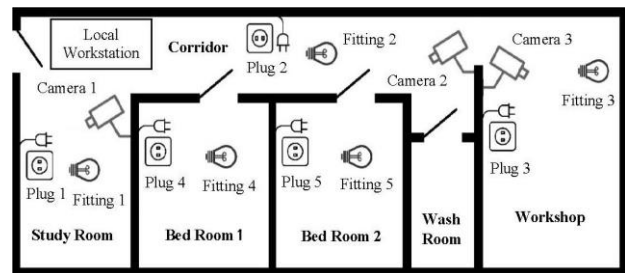 Local
Workstation
Corridor
Plug 2
Fitting 2
Camera 3
Camera 2
Fitting 3
Camera 1
Plug 1
Fitting 1
Plug 4
Fitting 4
Plug 5
Fitting 5
Plug 3
Study Room
Bed Room 1
Bed Room 2
Wash
Room
Workshop